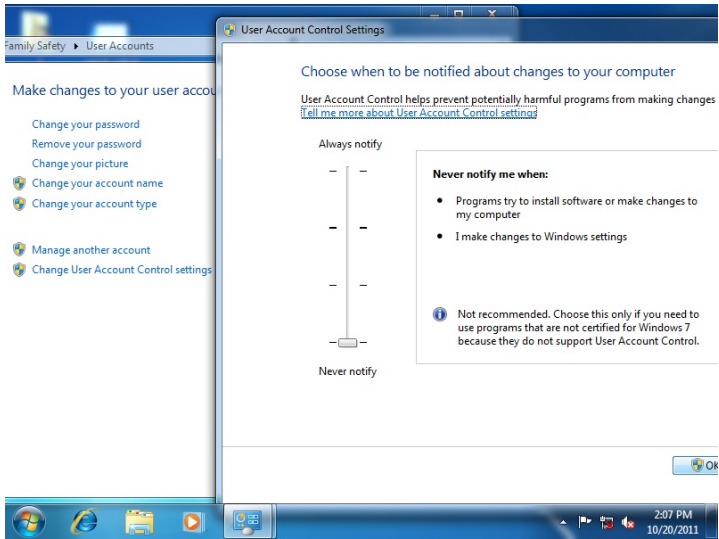 Family Safety ▸ User Accounts
Make changes to your user accou
Change your password
Remove your password
Change your picture
Change your account name
Change your account type
Manage another account
Change User Account Control settings
User Account Control Settings
Choose when to be notified about changes to your computer
User Account Control helps prevent potentially harmful programs from making changes
Tell me more about User Account Control settings
Always notify
Never notify
Never notify me when:
• Programs try to install software or make changes to
my computer
• I make changes to Windows settings
Not recommended. Choose this only if you need to
use programs that are not certified for Windows 7
because they do not support User Account Control.
OK
2:07 PM
10/20/2011